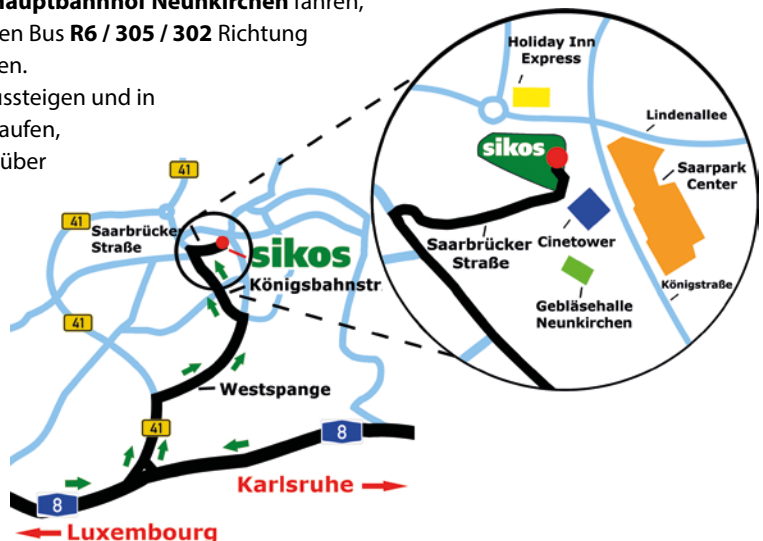 Hauptbahnhof Neunkirchen fahren,
en Bus R6 / 305 / 302 Richtung
en.
ussteigen und in
aufen,
über
Holiday Inn
Express
Lindenallee
sikos
Saarpark
Center
Saarbrücker
Straße
Cinetower
Königstraße
Gebläsehalle
Neunkirchen
41
41
Saarbrücker
Straße
sikos
Königsbahnstr
41
Westspange
41
8
Karlsruhe
8
Luxembourg